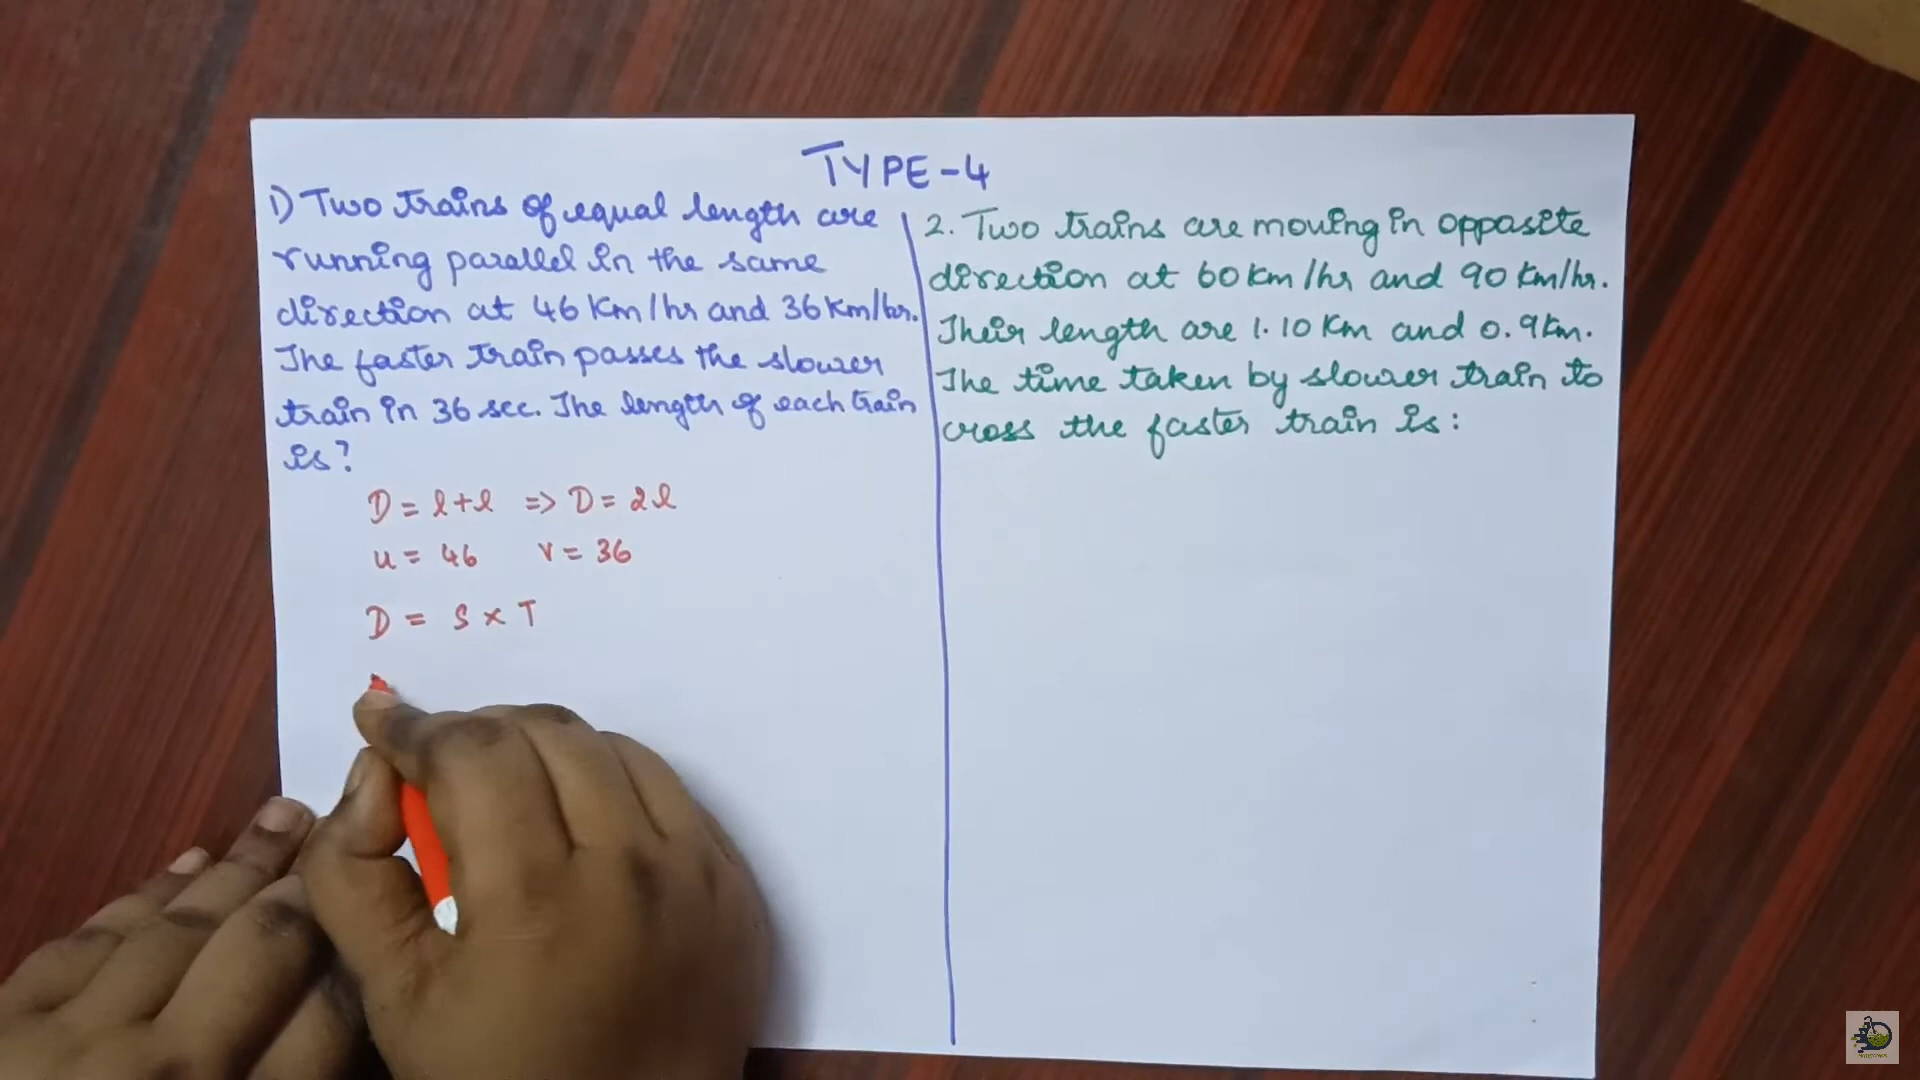 TYPE-4
1) Two trains of equal length are
running parallel in the same
direction at 46 Km/hr and 36 Km/hr.
The faster train passes the slower
train in 36 sec. The length of each train
is?
D = l+l => D = 2l
u = 46 v = 36
D = S × T
2. Two trains are moving in opposite
direction at 60 km/hr and 90 km/hr.
Their length are 1.10 Km and 0.9 Km.
The time taken by slower train to
cross the faster train is: